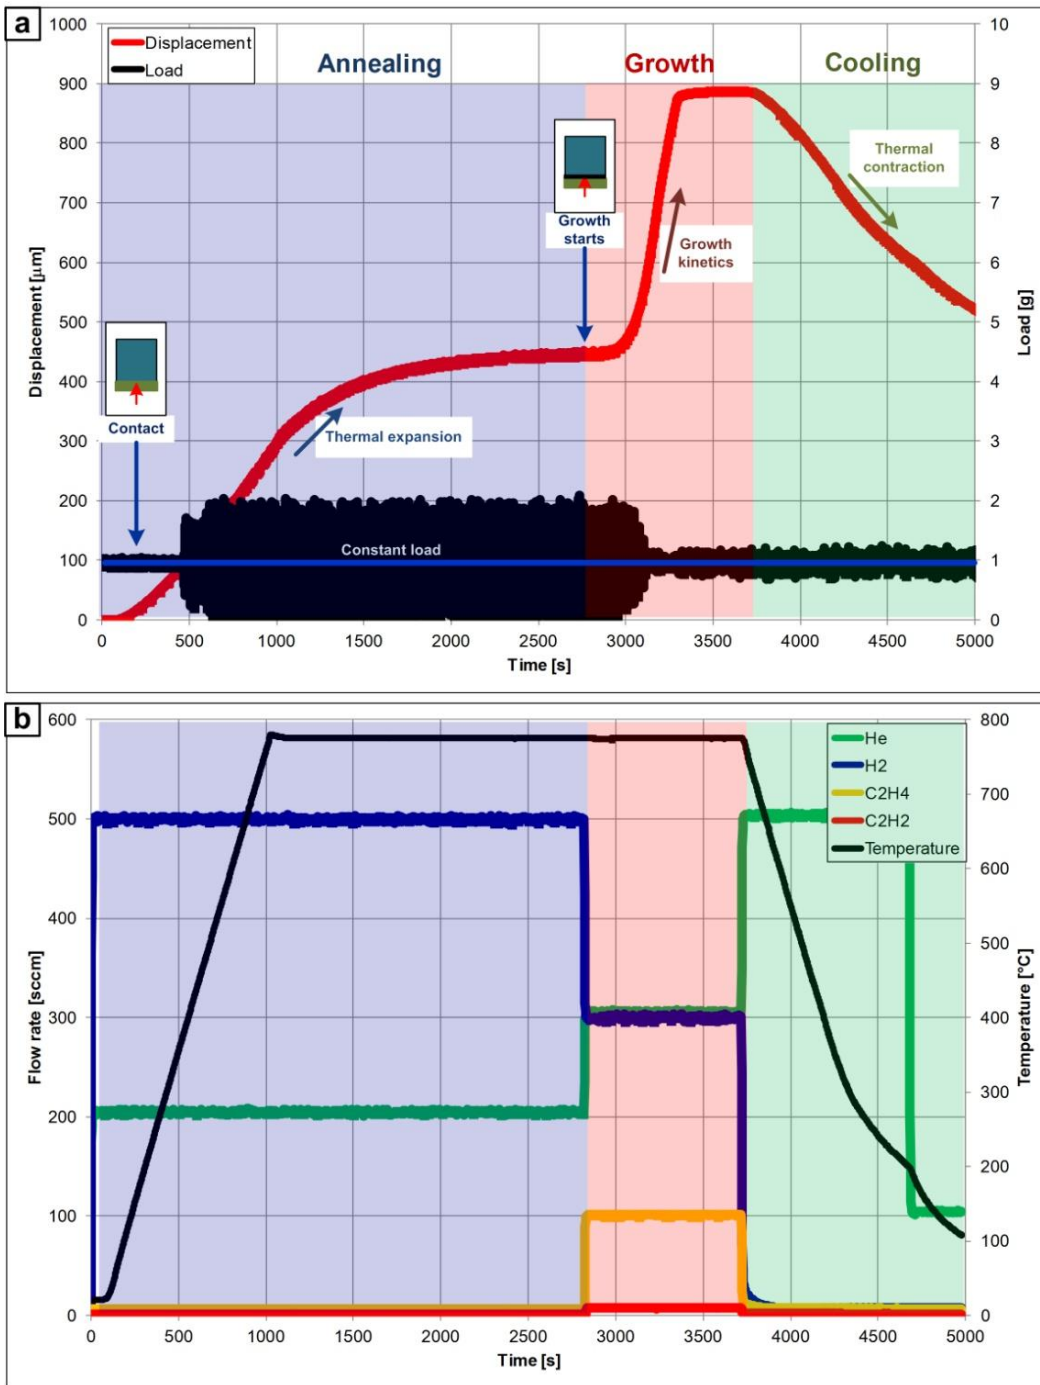 a
1000
900
800
700
600
500
400
300
200
100
0
Displacement [µm]
Displacement
Load
Annealing
Growth
Cooling
Contact
Growth
starts
Thermal expansion
Growth
kinetics
Thermal
contraction
Constant load
10
9
8
7
6
5
4
3
2
1
0
Load [g]
0 500 1000 1500 2000 2500 3000 3500 4000 4500 5000
Time [s]
b
600
500
400
300
200
100
0
Flow rate [sccm]
He
H2
C2H4
C2H2
Temperature
800
700
600
500
400
300
200
100
0
Temperature [°C]
0 500 1000 1500 2000 2500 3000 3500 4000 4500 5000
Time [s]